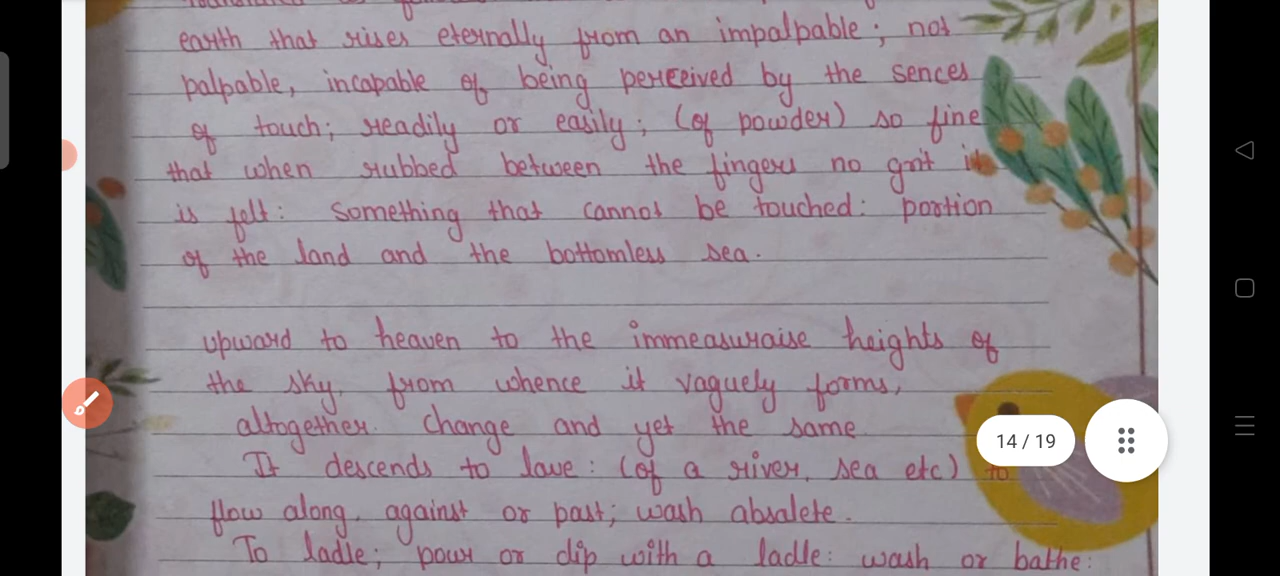 earth that rises eternally from an impalpable; not
palpable, incapable of being perceived by the sences
of touch; readily or easily; (of powder) so fine
that when rubbed between the fingers no grit it
is felt: something that cannot be touched: portion
of the land and the bottomless sea.
upward to heaven to the immeasuraise heights of
the sky, from whence it vaguely forms,
altogether. Change and yet the same
It descends to lave: (of a river, sea etc) to
flow along, against or past; wash absalete.
To ladle; pour or dip with a ladle: wash or bathe:
14 / 19